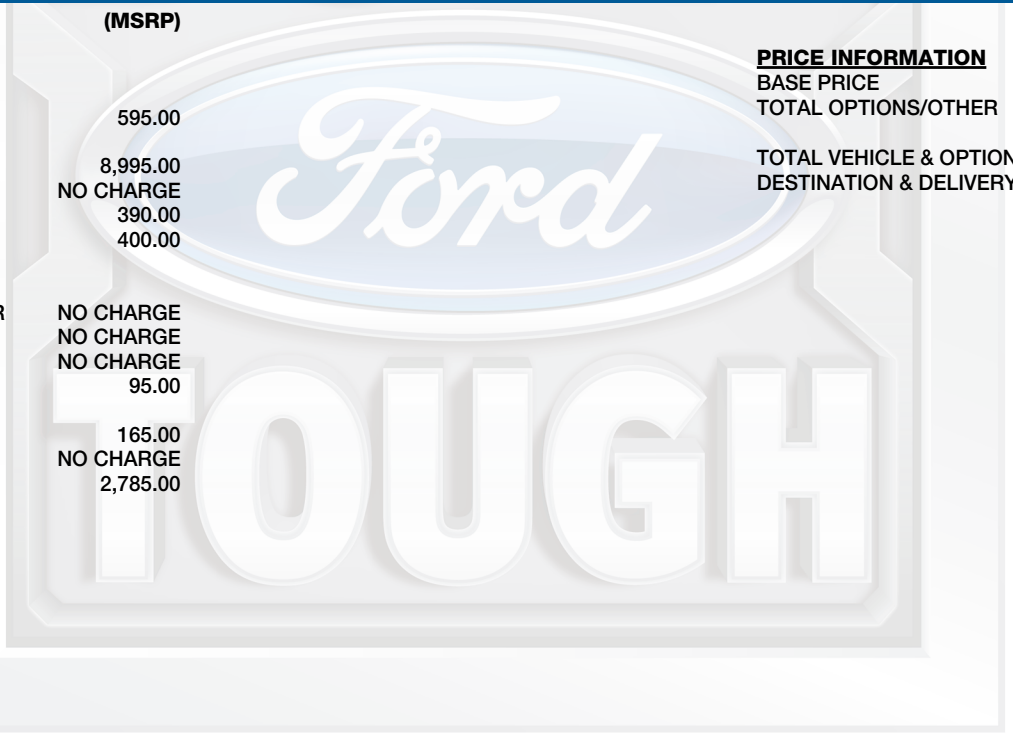 (MSRP)
595.00
8,995.00
NO CHARGE
390.00
400.00
R NO CHARGE
NO CHARGE
NO CHARGE
95.00
165.00
NO CHARGE
2,785.00
PRICE INFORMATION
BASE PRICE
TOTAL OPTIONS/OTHER
TOTAL VEHICLE & OPTION
DESTINATION & DELIVERY
Ford
TOUGH